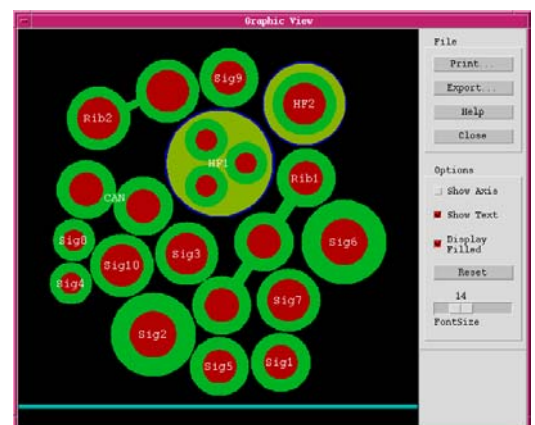 Graphic View
File
Print...
Export...
Help
Close
Options
Show Axis
Show Text
Display
Filled
Reset
14
FontSize
Sig9
HF2
Rib2
HF1
Rib1
CAN
Sig8
Sig3
Sig6
Sig10
Sig4
Sig7
Sig2
Sig5
Sig1